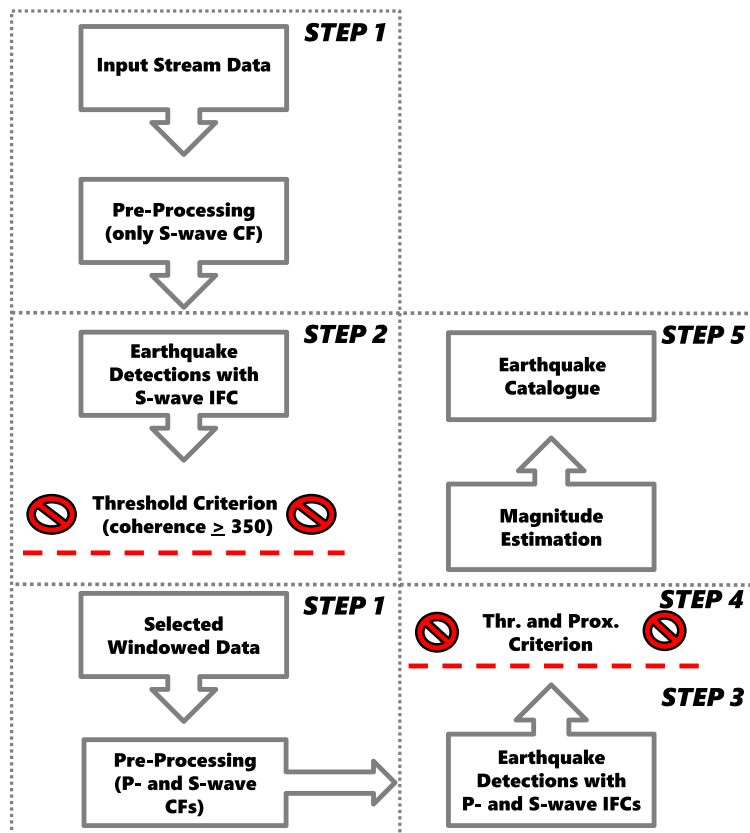 STEP 1
Input Stream Data
Pre-Processing
(only S-wave CF)
STEP 2
Earthquake
Detections with
S-wave IFC
Threshold Criterion
(coherence ≥ 350)
STEP 1
Selected
Windowed Data
Pre-Processing
(P- and S-wave
CFs)
STEP 3
Earthquake
Detections with
P- and S-wave IFCs
STEP 4
Thr. and Prox.
Criterion
STEP 5
Magnitude
Estimation
Earthquake
Catalogue